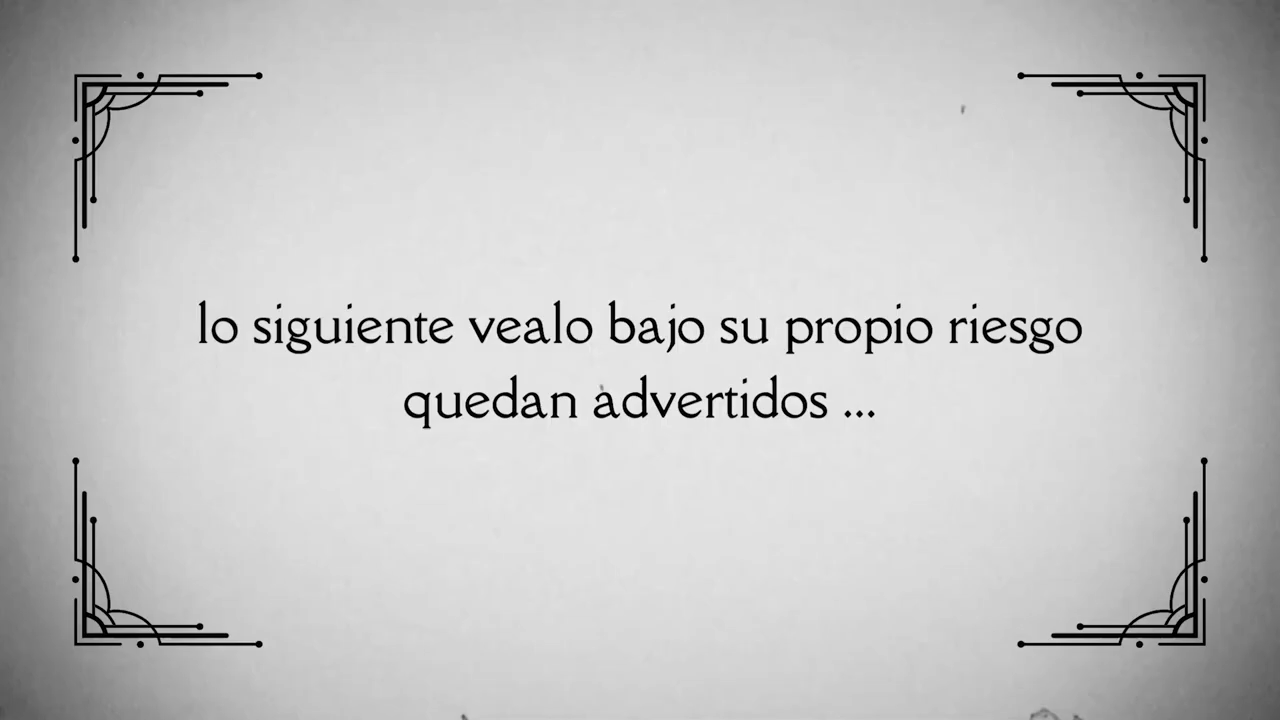 lo siguiente vealo bajo su propio riesgo
quedan advertidos ...